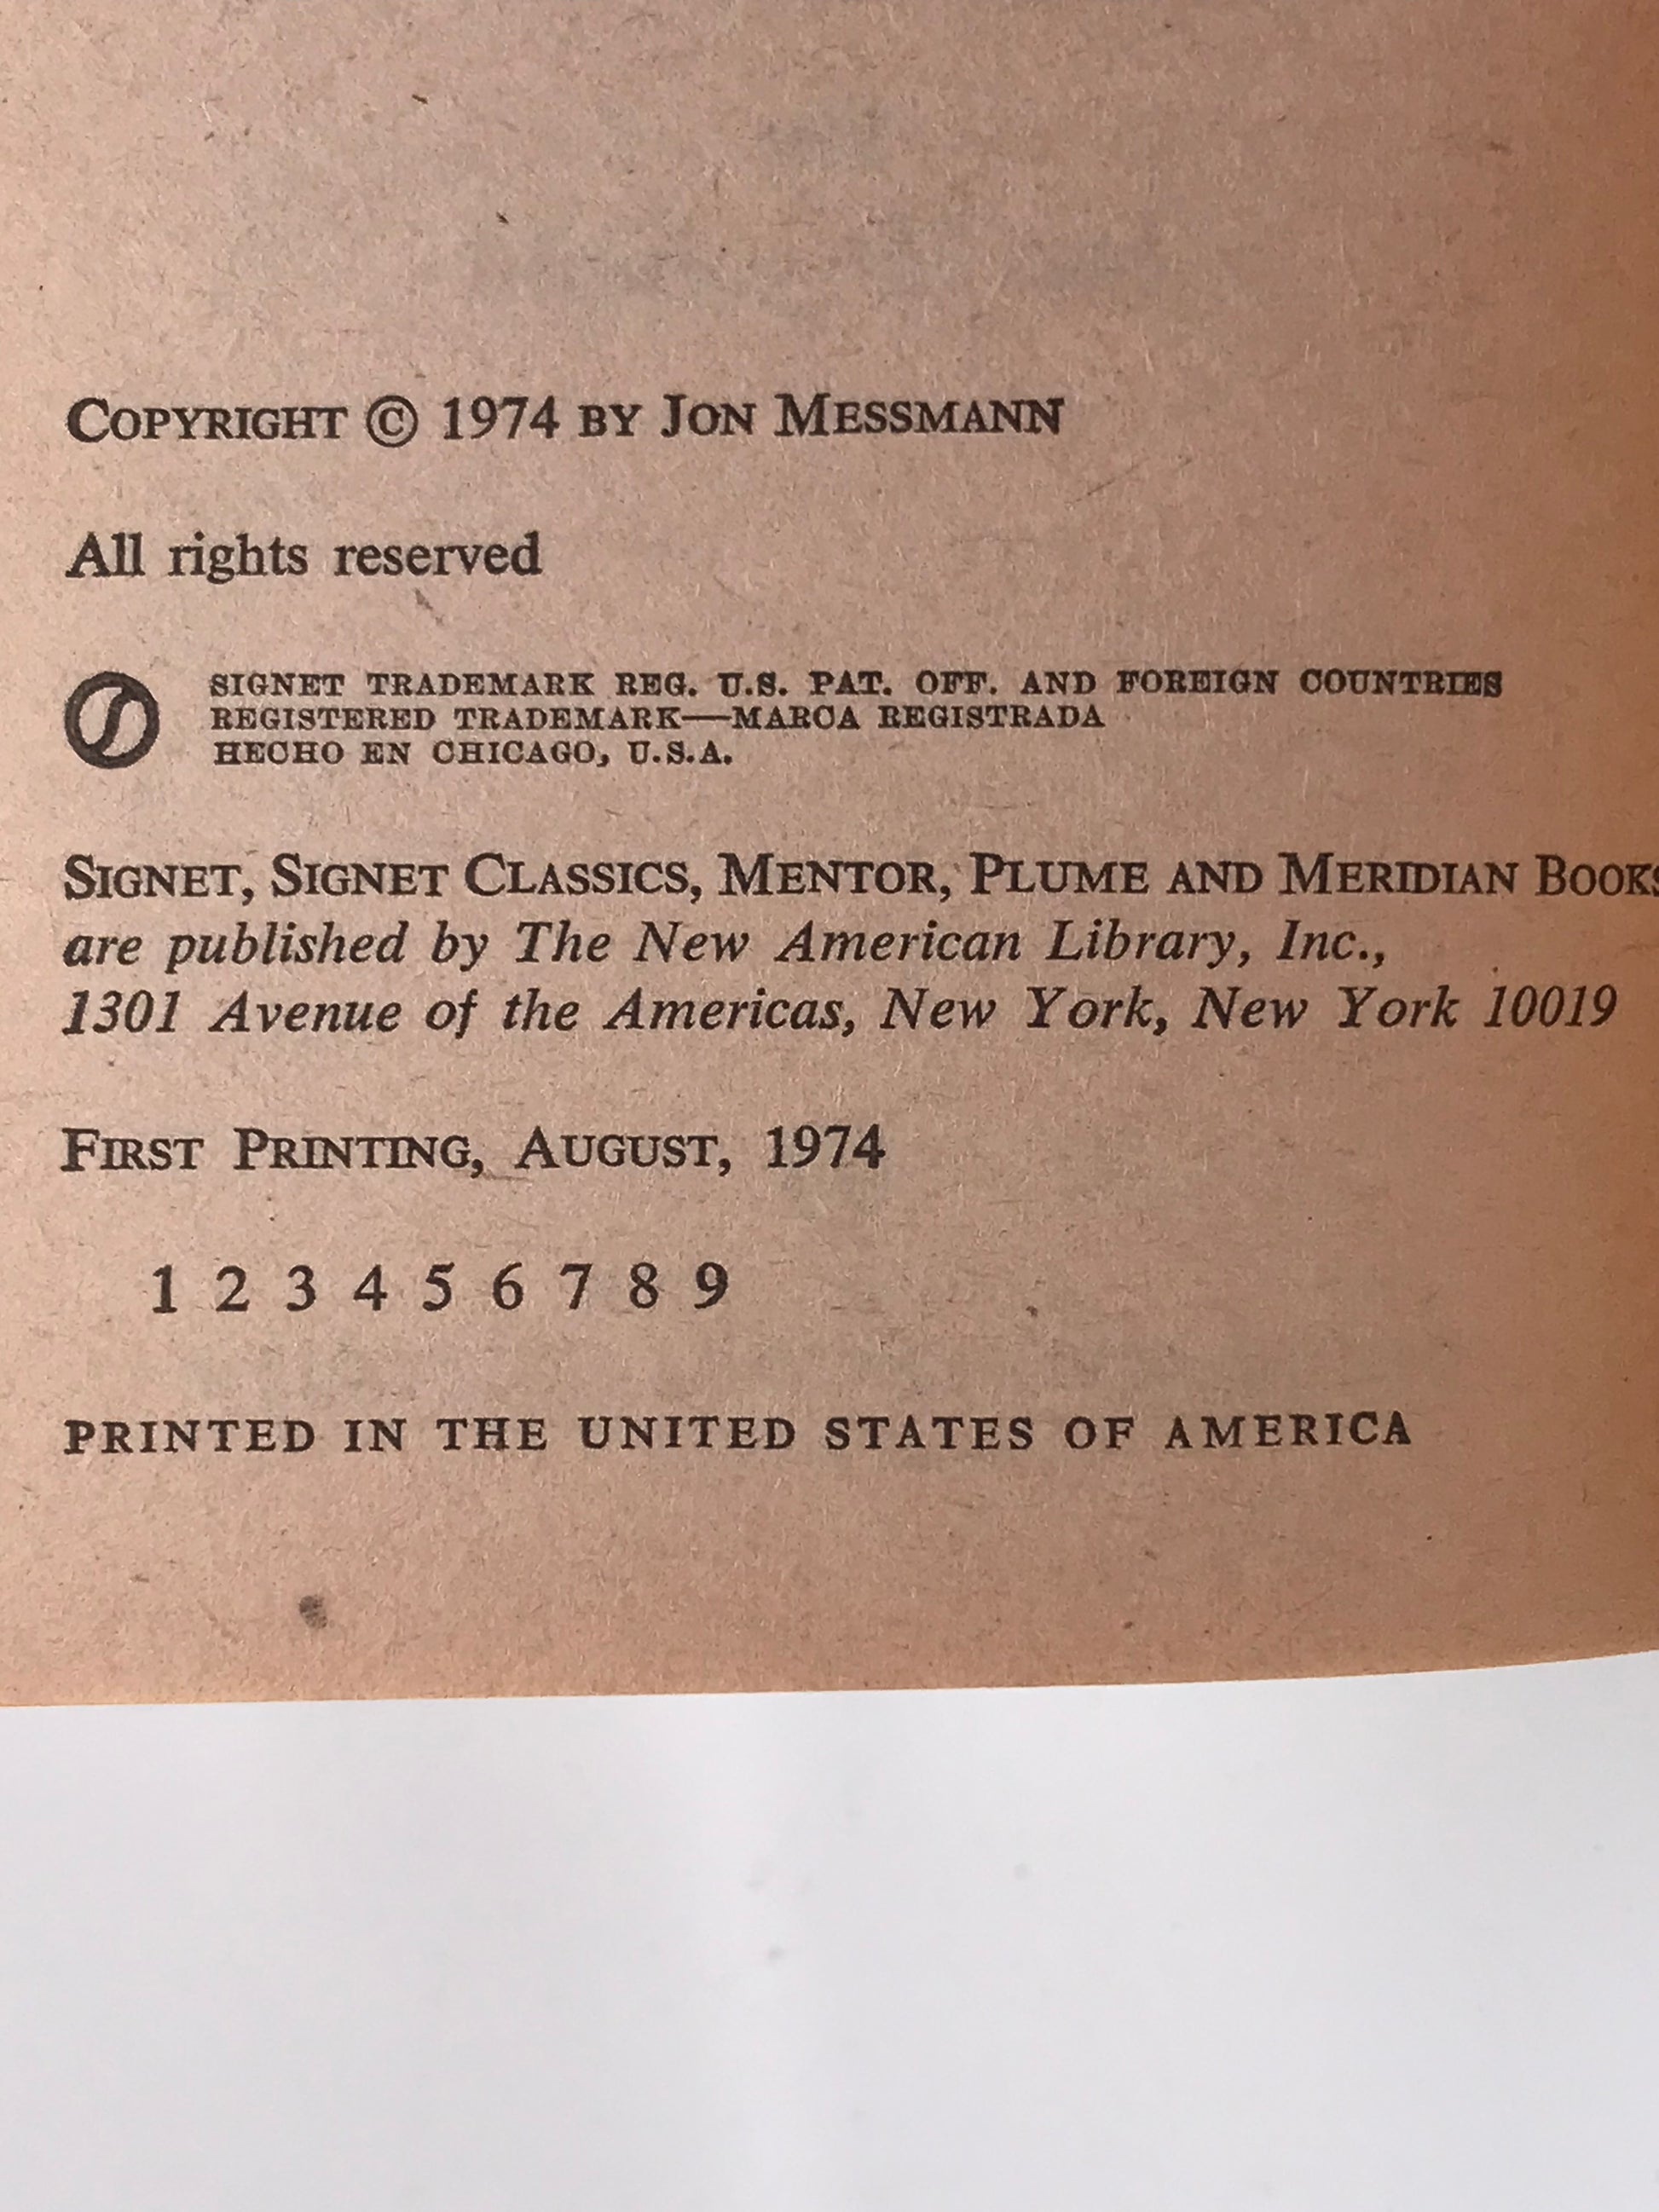 COPYRIGHT © 1974 BY JON MESSMANN
All rights reserved
SIGNET TRADEMARK REG. U.S. PAT. OFF. AND FOREIGN COUNTRIES
REGISTERED TRADEMARK—MARCA REGISTRADA
HECHO EN CHICAGO, U.S.A.
SIGNET, SIGNET CLASSICS, MENTOR, PLUME AND MERIDIAN BOOKS
are published by The New American Library, Inc.,
1301 Avenue of the Americas, New York, New York 10019
FIRST PRINTING, AUGUST, 1974
1 2 3 4 5 6 7 8 9
PRINTED IN THE UNITED STATES OF AMERICA